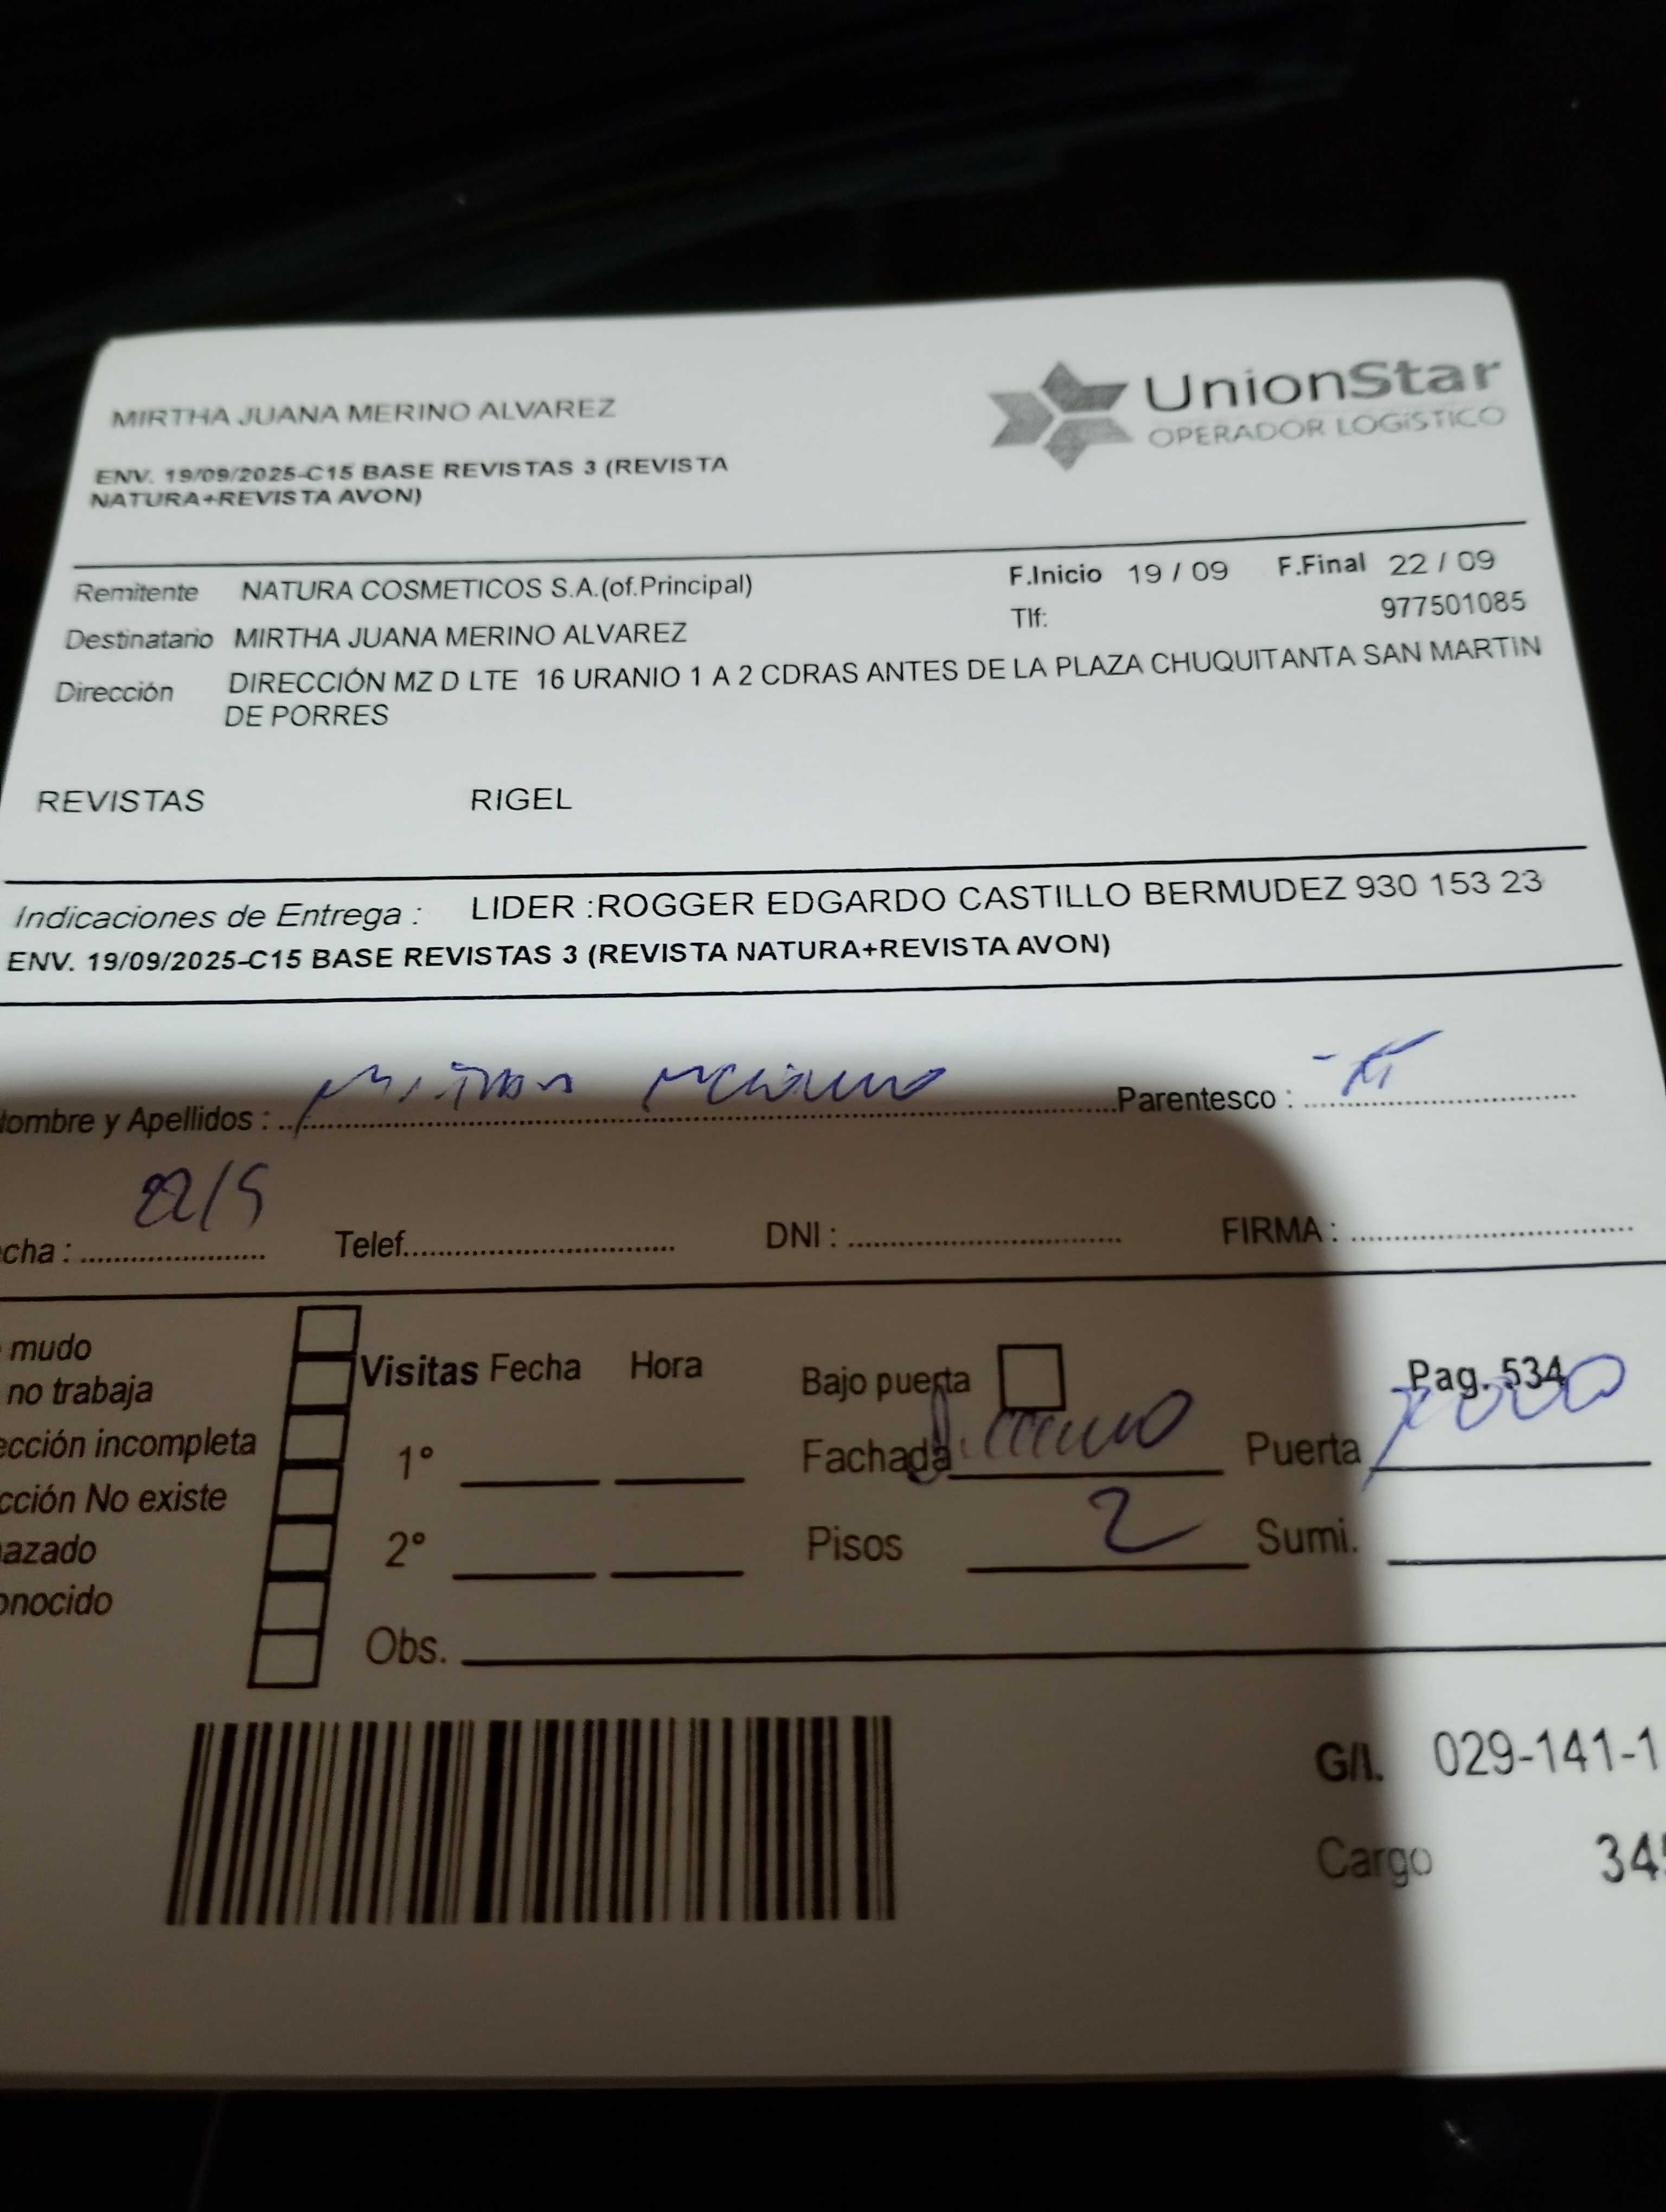 MIRTHA JUANA MERINO ALVAREZ
UnionStar
OPERADOR LOGÍSTICO
ENV. 19/09/2025-C15 BASE REVISTAS 3 (REVISTA
NATURA+REVISTA AVON)
Remitente NATURA COSMETICOS S.A.(of.Principal) F.Inicio 19 / 09 F.Final 22 / 09
Destinatario MIRTHA JUANA MERINO ALVAREZ Tlf: 977501085
Dirección DIRECCIÓN MZ D LTE 16 URANIO 1 A 2 CDRAS ANTES DE LA PLAZA CHUQUITANTA SAN MARTIN
DE PORRES
REVISTAS RIGEL
Indicaciones de Entrega : LIDER :ROGGER EDGARDO CASTILLO BERMUDEZ 930 153 23
ENV. 19/09/2025-C15 BASE REVISTAS 3 (REVISTA NATURA+REVISTA AVON)
ombre y Apellidos : Parentesco :
cha : 22/9 Telef. DNI : FIRMA :
mudo
no trabaja
ección incompleta
cción No existe
azado
onocido
Visitas Fecha Hora
1°
2°
Obs.
Bajo puerta Pag. 534
Fachada Puerta
Pisos 2 Sumi.
G/I. 029-141-1
Cargo 34